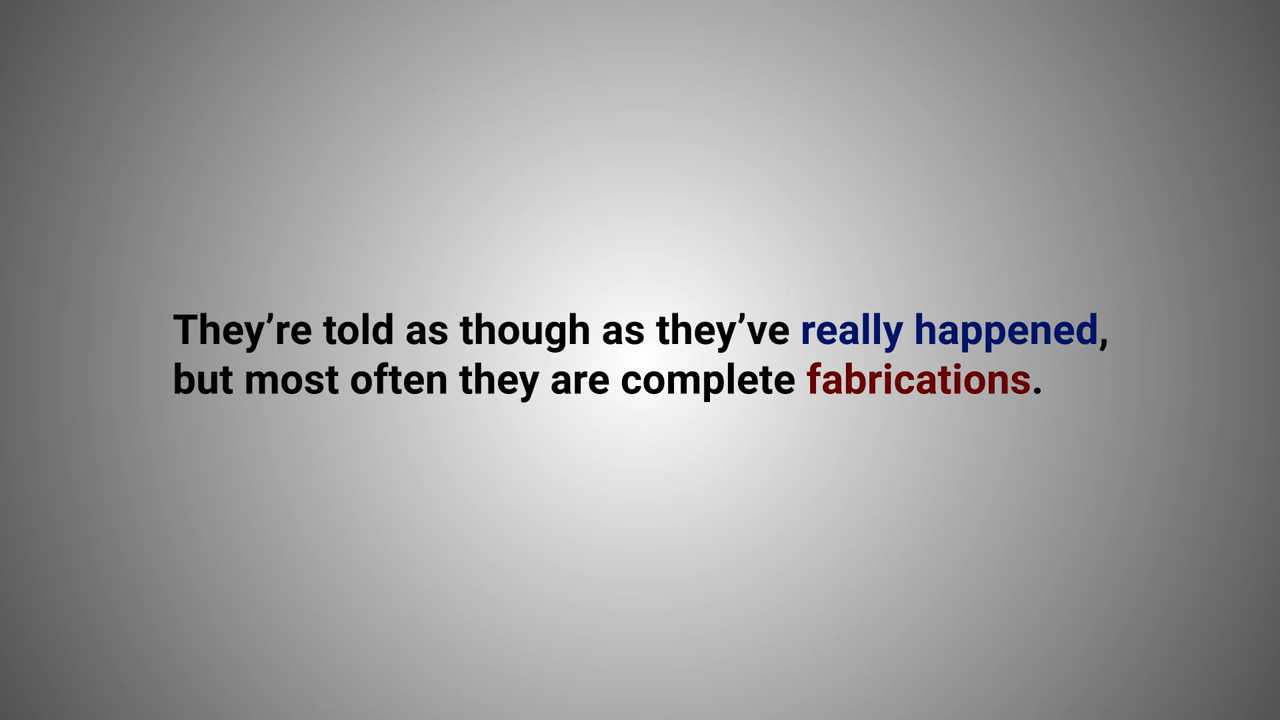 They’re told as though as they’ve really happened,
but most often they are complete fabrications.